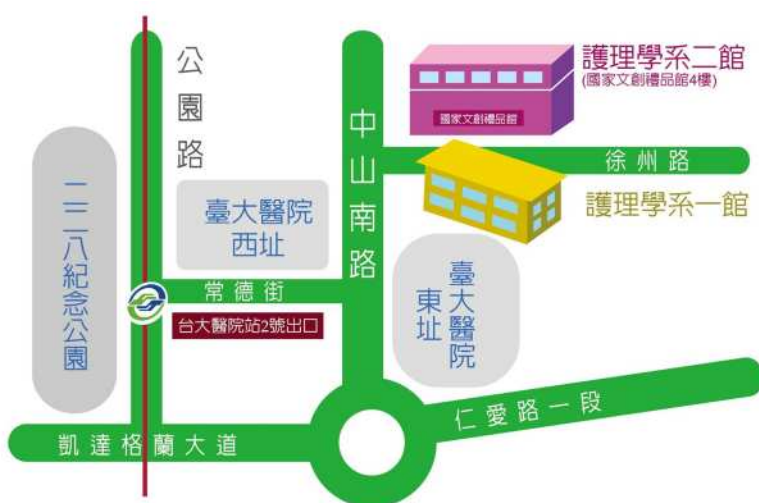 公園路
中山南路
護理學系二館
(國家文創禮品館4樓)
國家文創禮品館
徐州路
護理學系一館
二二八紀念公園
臺大醫院
西址
常德街
台大醫院站2號出口
臺大醫院
東址
仁愛路一段
凱達格蘭大道